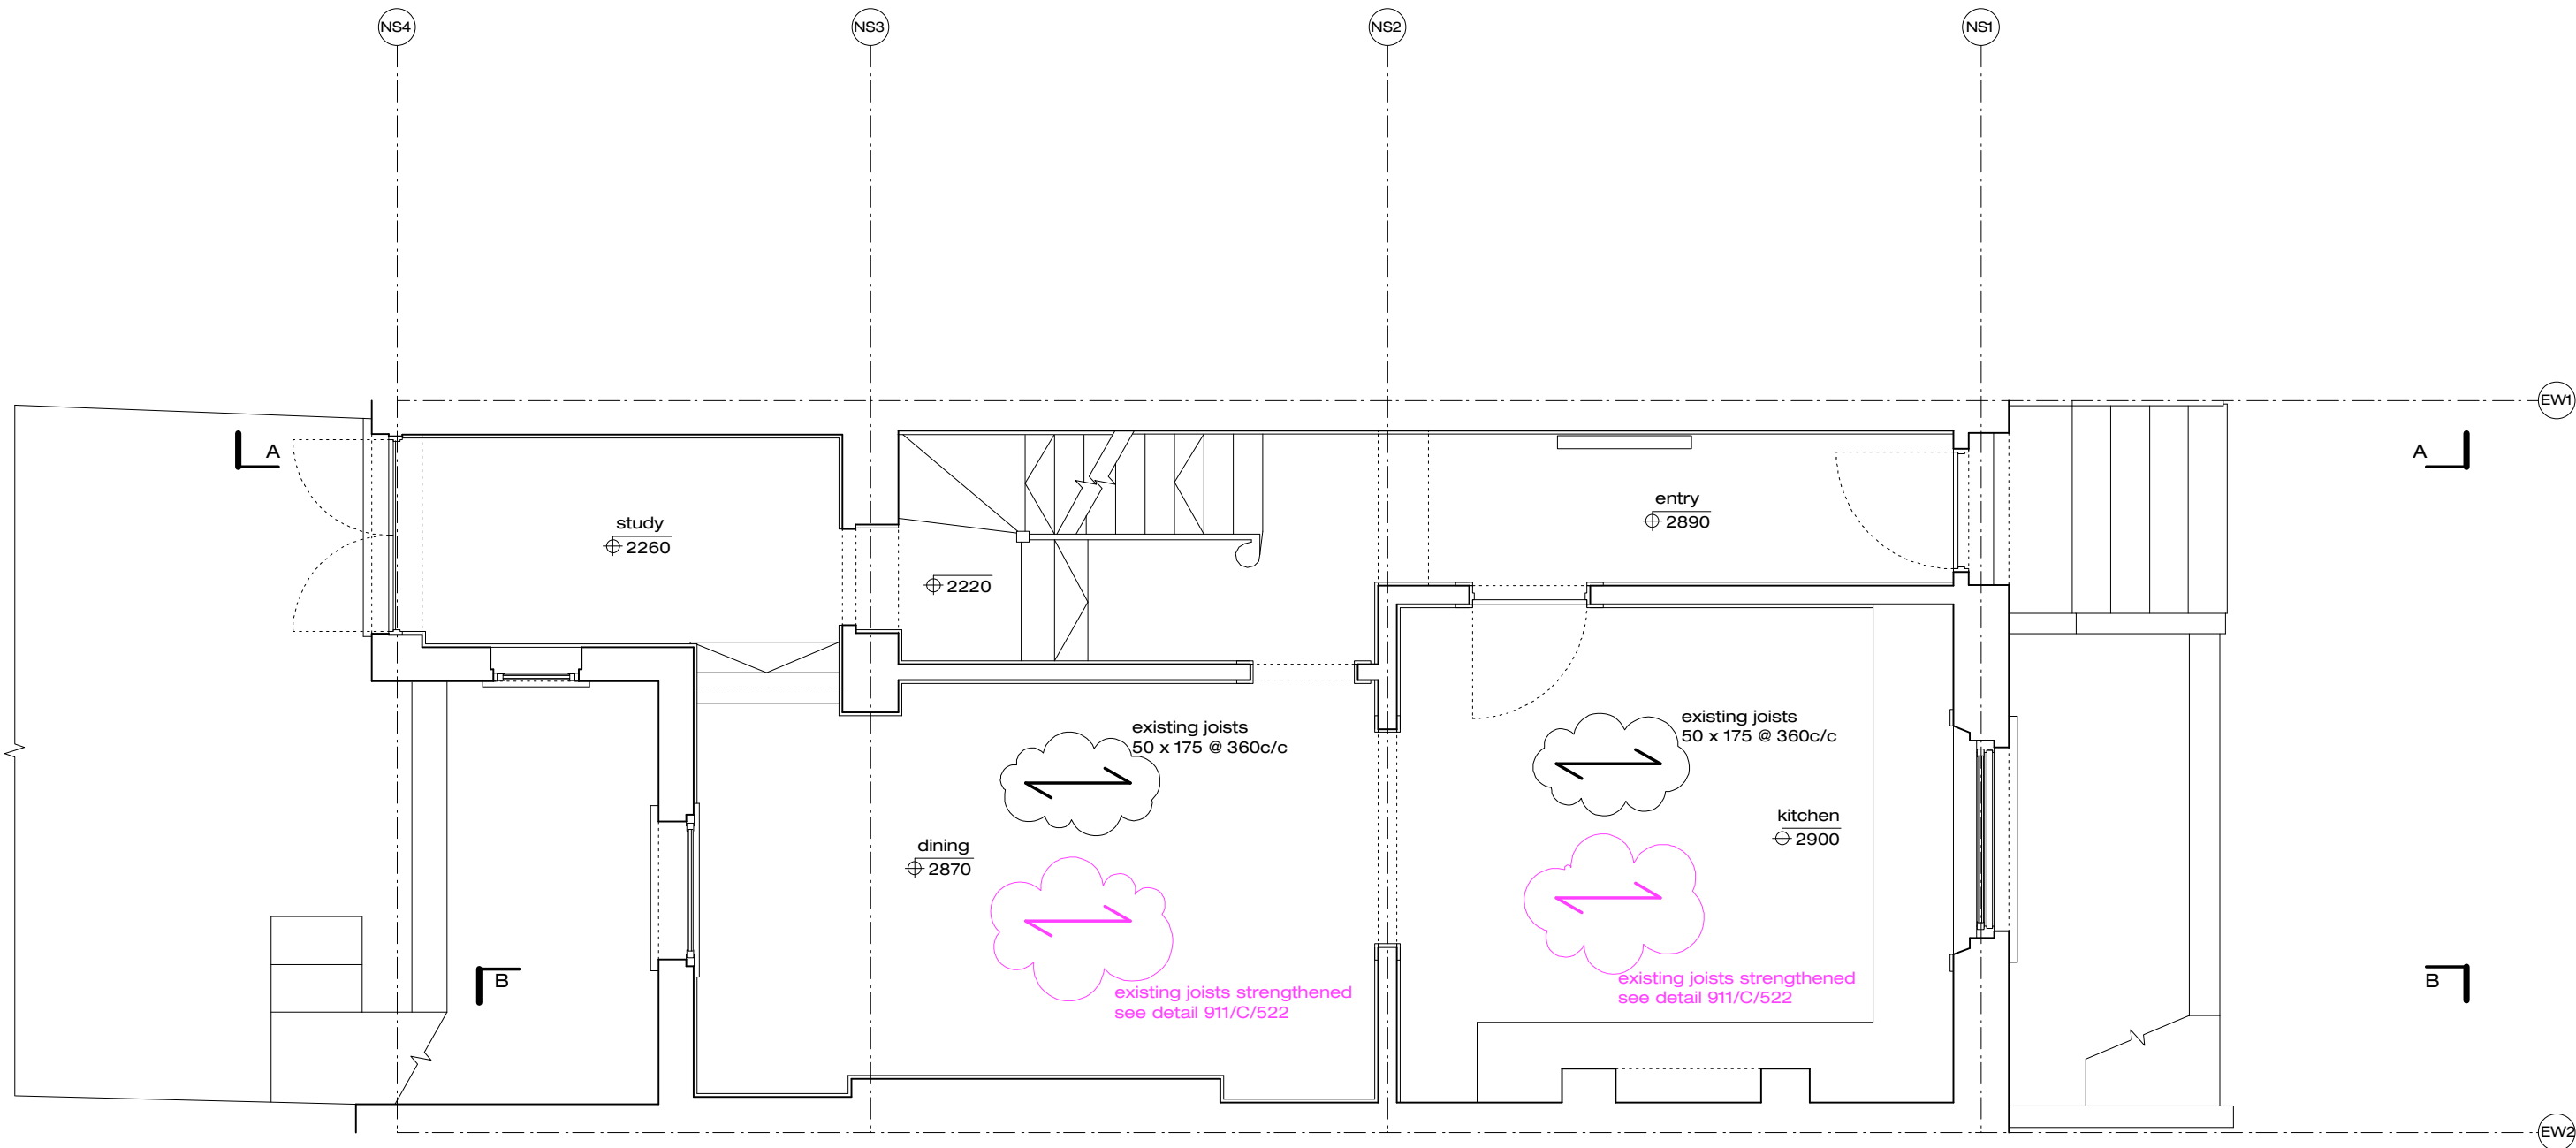 NS4
NS3
NS2
NS1
EW1
A
A
entry
2890
study
2260
2220
existing joists
50 x 175 @ 360c/c
existing joists
50 x 175 @ 360c/c
kitchen
2900
dining
2870
existing joists strengthened
see detail 911/C/522
existing joists strengthened
see detail 911/C/522
B
B
EW2